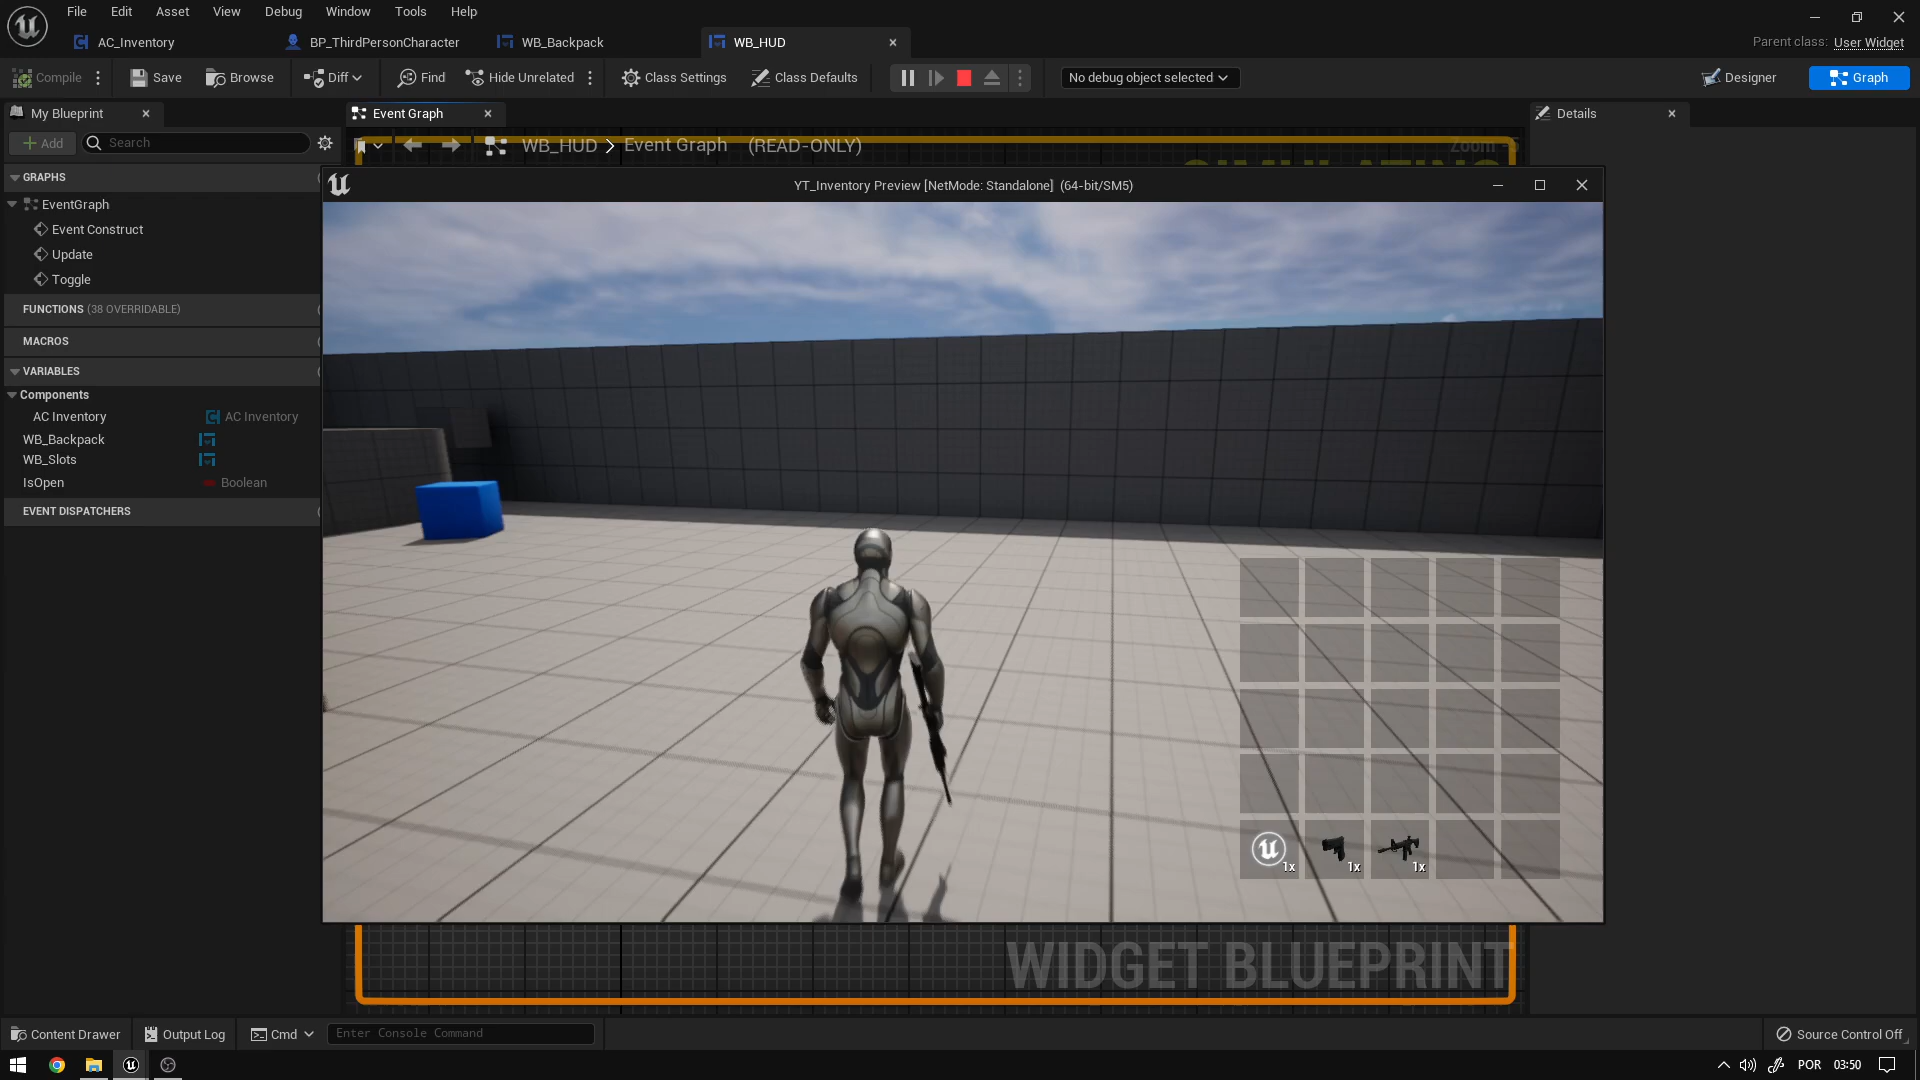 File Edit Asset View Debug Window Tools Help
AC_Inventory BP_ThirdPersonCharacter WB_Backpack WB_HUD
Parent class: User Widget
Compile Save Browse Diff Find Hide Unrelated Class Settings Class Defaults No debug object selected Designer Graph
My Blueprint Event Graph Details
Add Search
WB_HUD Event Graph (READ-ONLY) Zoom -5
SIMULATING
GRAPHS
YT_Inventory Preview [NetMode: Standalone] (64-bit/SM5)
EventGraph
Event Construct
Update
Toggle
FUNCTIONS (38 OVERRIDABLE)
MACROS
VARIABLES
Components
AC Inventory AC Inventory
WB_Backpack
WB_Slots
IsOpen Boolean
EVENT DISPATCHERS
1x 1x 1x
WIDGET BLUEPRINT
Content Drawer Output Log Cmd Enter Console Command Source Control Off
POR 03:50